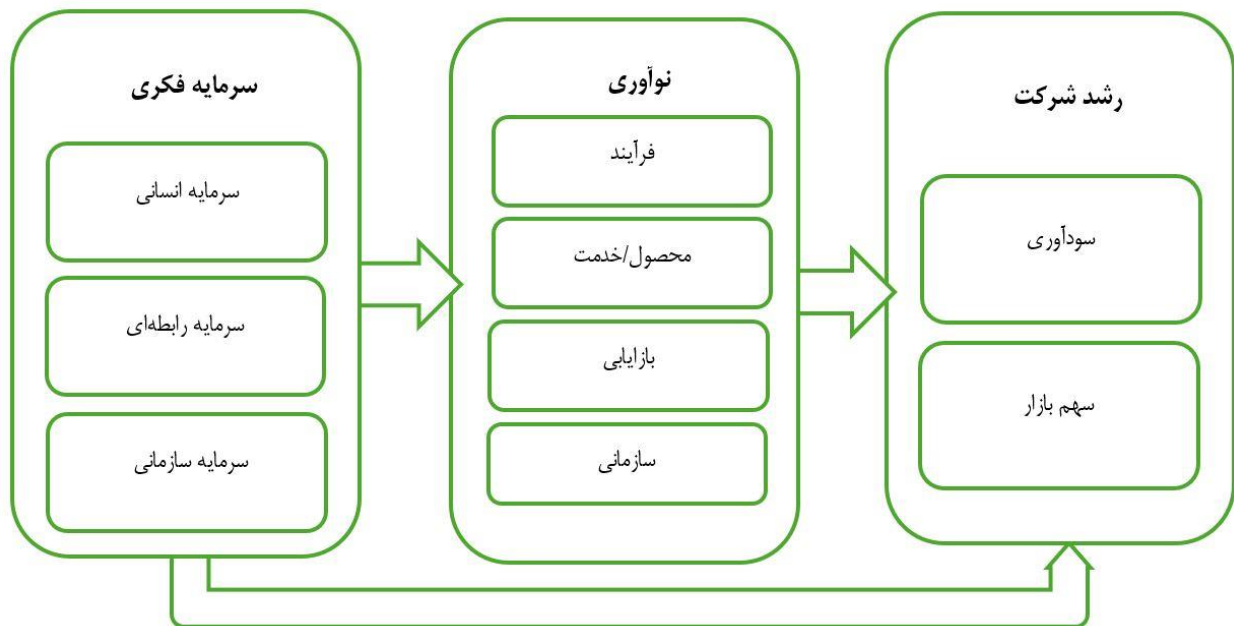 سرمایه فکری
سرمایه انسانی
سرمایه رابطه‌ای
سرمایه سازمانی
نوآوری
فرآیند
محصول/خدمت
بازایابی
سازمانی
رشد شرکت
سودآوری
سهم بازار